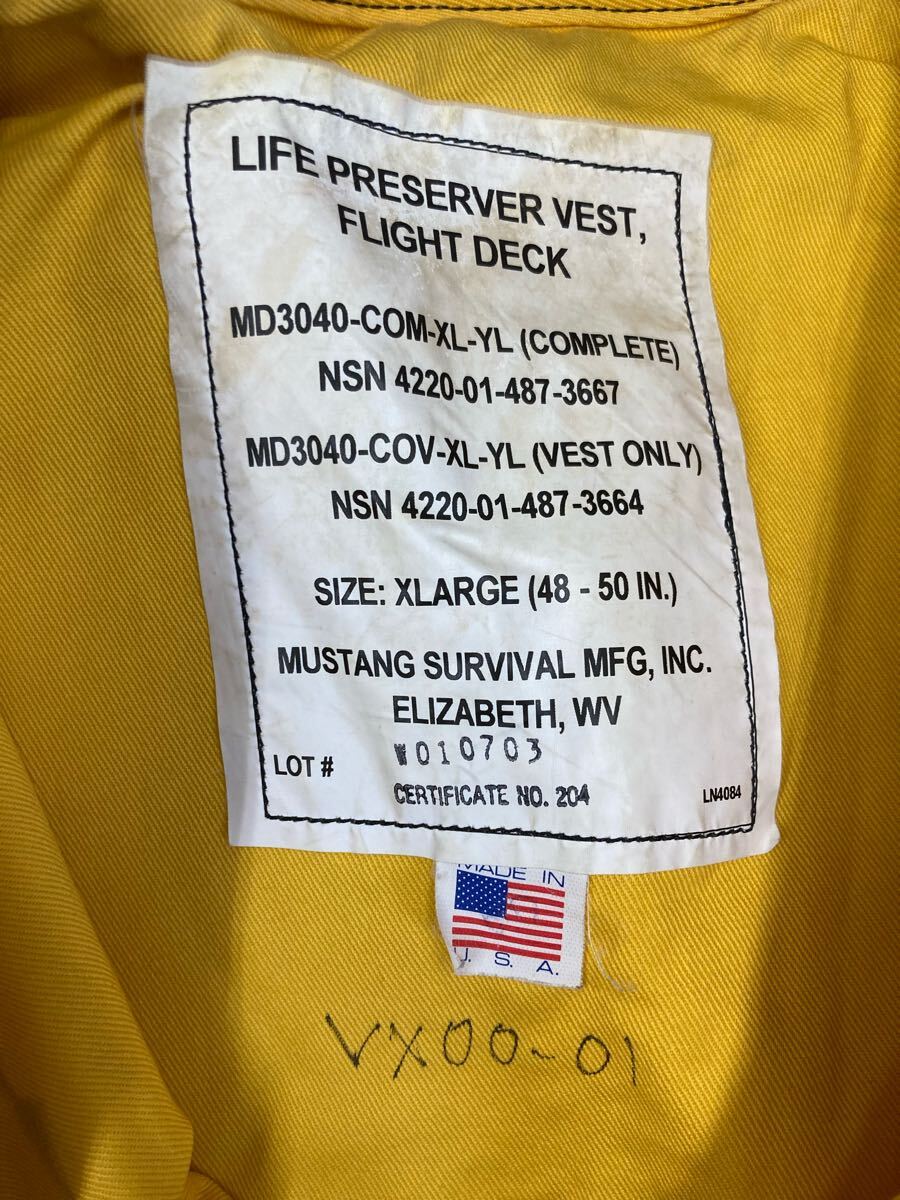 LIFE PRESERVER VEST,
FLIGHT DECK
MD3040-COM-XL-YL (COMPLETE)
NSN 4220-01-487-3667
MD3040-COV-XL-YL (VEST ONLY)
NSN 4220-01-487-3664
SIZE: XLARGE (48 - 50 IN.)
MUSTANG SURVIVAL MFG, INC.
ELIZABETH, WV
LOT # W010703
CERTIFICATE NO. 204
LN4084
MADE IN
U. S. A.
VX00-01